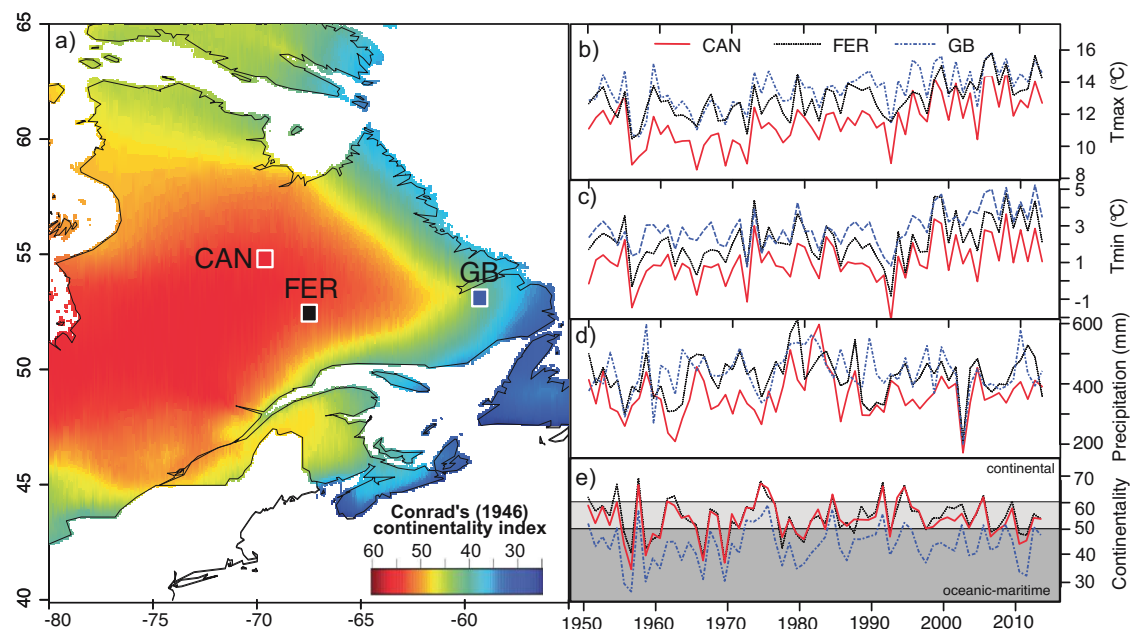 a)
65
60
55
50
45
40
-80
-75
-70
-65
-60
CAN
FER
GB
Conrad's (1946)
continentality index
60 50 40 30
b)
CAN FER GB
16
14
12
10
8
Tmax (°C)
c)
5
3
1
-1
Tmin (°C)
d)
600
400
200
Precipitation (mm)
e)
continental
oceanic-maritime
70
60
50
40
30
Continentality
1950 1960 1970 1980 1990 2000 2010